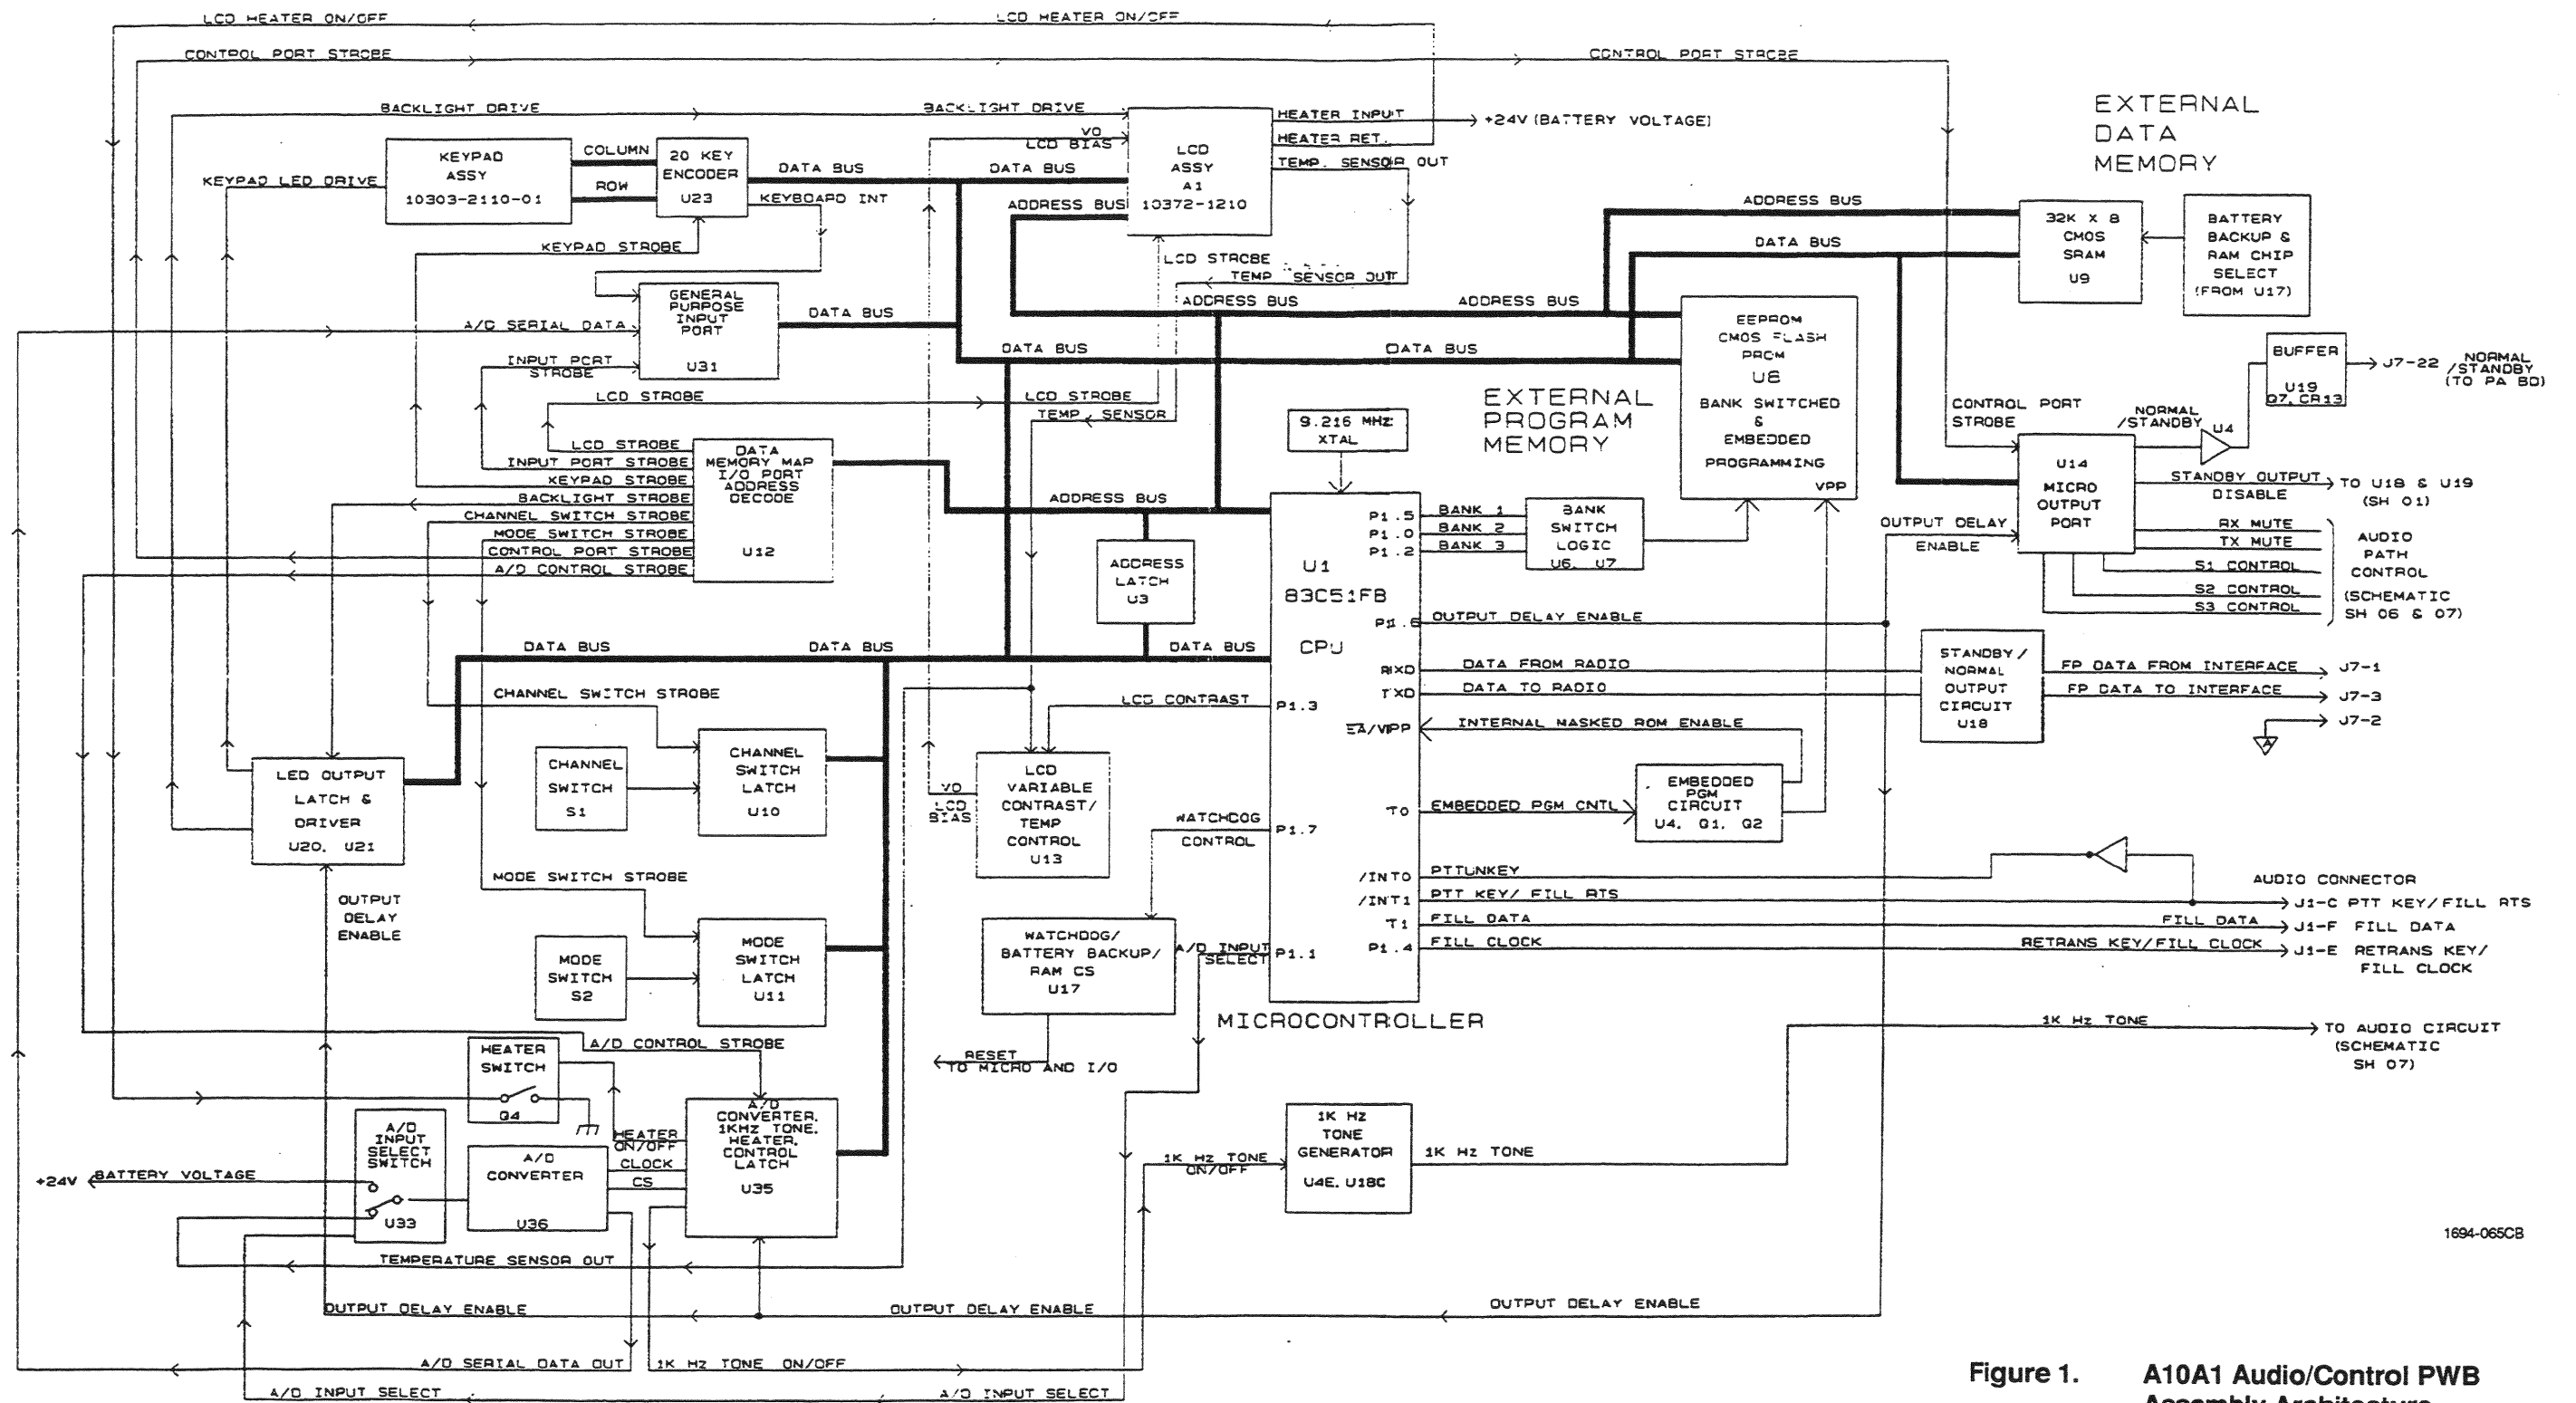 LCD HEATER ON/OFF
LCD HEATER ON/OFF
CONTROL PORT STROBE
CONTROL PORT STROBE
BACKLIGHT DRIVE
BACKLIGHT DRIVE
KEYPAD
ASSY
10303-2110-01
COLUMN
ROW
20 KEY
ENCODER
U23
DATA BUS
DATA BUS
KEYPAD LED DRIVE
KEYBOARD INT
KEYPAD STROBE
VO
LCD BIAS
ADDRESS BUS
LCD
ASSY
A1
10372-1210
HEATER INPUT
+24V (BATTERY VOLTAGE)
HEATER RET.
TEMP. SENSOR OUT
LCD STROBE
TEMP SENSOR OUT
EXTERNAL
DATA
MEMORY
ADDRESS BUS
DATA BUS
32K X 8
CMOS
SRAM
U9
BATTERY
BACKUP &
RAM CHIP
SELECT
(FROM U17)
GENERAL
PURPOSE
INPUT
PORT
U31
DATA BUS
A/D SERIAL DATA
INPUT PORT
STROBE
ADDRESS BUS
ADDRESS BUS
DATA BUS
DATA BUS
LCD STROBE
LCD STROBE
TEMP. SENSOR
EEPROM
CMOS FLASH
PROM
U8
BANK SWITCHED
&
EMBEDDED
PROGRAMMING
VPP
EXTERNAL
PROGRAM
MEMORY
9.216 MHz
XTAL
BUFFER
U19
Q7, CR13
J7-22
NORMAL
/STANDBY
(TO PA BD)
CONTROL PORT
STROBE
NORMAL
/STANDBY
U4
U14
MICRO
OUTPUT
PORT
STANDBY OUTPUT
DISABLE
TO U18 & U19
(SH 01)
RX MUTE
TX MUTE
S1 CONTROL
S2 CONTROL
S3 CONTROL
AUDIO
PATH
CONTROL
(SCHEMATIC
SH 06 & 07)
OUTPUT DELAY
ENABLE
LCD STROBE
INPUT PORT STROBE
KEYPAD STROBE
BACKLIGHT STROBE
CHANNEL SWITCH STROBE
MODE SWITCH STROBE
CONTROL PORT STROBE
A/D CONTROL STROBE
DATA
MEMORY MAP
I/O PORT
ADDRESS
DECODE
U12
ADDRESS BUS
ADDRESS
LATCH
U3
P1.5
BANK 1
P1.0
BANK 2
P1.2
BANK 3
BANK
SWITCH
LOGIC
U6, U7
U1
83C51FB
CPU
P1.6
OUTPUT DELAY ENABLE
DATA BUS
DATA BUS
DATA BUS
RXD
DATA FROM RADIO
TXD
DATA TO RADIO
STANDBY/
NORMAL
OUTPUT
CIRCUIT
U18
FP DATA FROM INTERFACE
J7-1
FP DATA TO INTERFACE
J7-3
J7-2
A
CHANNEL SWITCH STROBE
LCD CONTRAST
P1.3
EA/VPP
INTERNAL MASKED ROM ENABLE
LED OUTPUT
LATCH &
DRIVER
U20, U21
CHANNEL
SWITCH
S1
CHANNEL
SWITCH
LATCH
U10
VO
LCD
BIAS
LCD
VARIABLE
CONTRAST/
TEMP
CONTROL
U13
WATCHDOG
CONTROL
P1.7
T0
EMBEDDED PGM CNTL
EMBEDDED
PGM
CIRCUIT
U4, Q1, Q2
MODE SWITCH STROBE
OUTPUT
DELAY
ENABLE
MODE
SWITCH
S2
MODE
SWITCH
LATCH
U11
WATCHDOG/
BATTERY BACKUP/
RAM CS
U17
A/D INPUT
SELECT
P1.1
/INT0
PTTUNKEY
/INT1
PTT KEY/ FILL RTS
T1
FILL DATA
P1.4
FILL CLOCK
AUDIO CONNECTOR
J1-C PTT KEY/FILL RTS
FILL DATA
J1-F FILL DATA
RETRANS KEY/FILL CLOCK
J1-E RETRANS KEY/
FILL CLOCK
MICROCONTROLLER
RESET
TO MICRO AND I/O
1K Hz TONE
TO AUDIO CIRCUIT
(SCHEMATIC
SH 07)
HEATER
SWITCH
Q4
A/D CONTROL STROBE
A/D
CONVERTER,
1KHz TONE,
HEATER,
CONTROL
LATCH
U35
HEATER
ON/OFF
CLOCK
CS
A/D
INPUT
SELECT
SWITCH
U33
A/D
CONVERTER
U36
+24V
BATTERY VOLTAGE
1K Hz TONE
ON/OFF
1K Hz
TONE
GENERATOR
U4E, U18C
1K Hz TONE
1694-065CB
TEMPERATURE SENSOR OUT
OUTPUT DELAY ENABLE
OUTPUT DELAY ENABLE
OUTPUT DELAY ENABLE
A/D SERIAL DATA OUT
1K Hz TONE ON/OFF
A/D INPUT SELECT
A/D INPUT SELECT
Figure 1. A10A1 Audio/Control PWB
Assembly Architecture